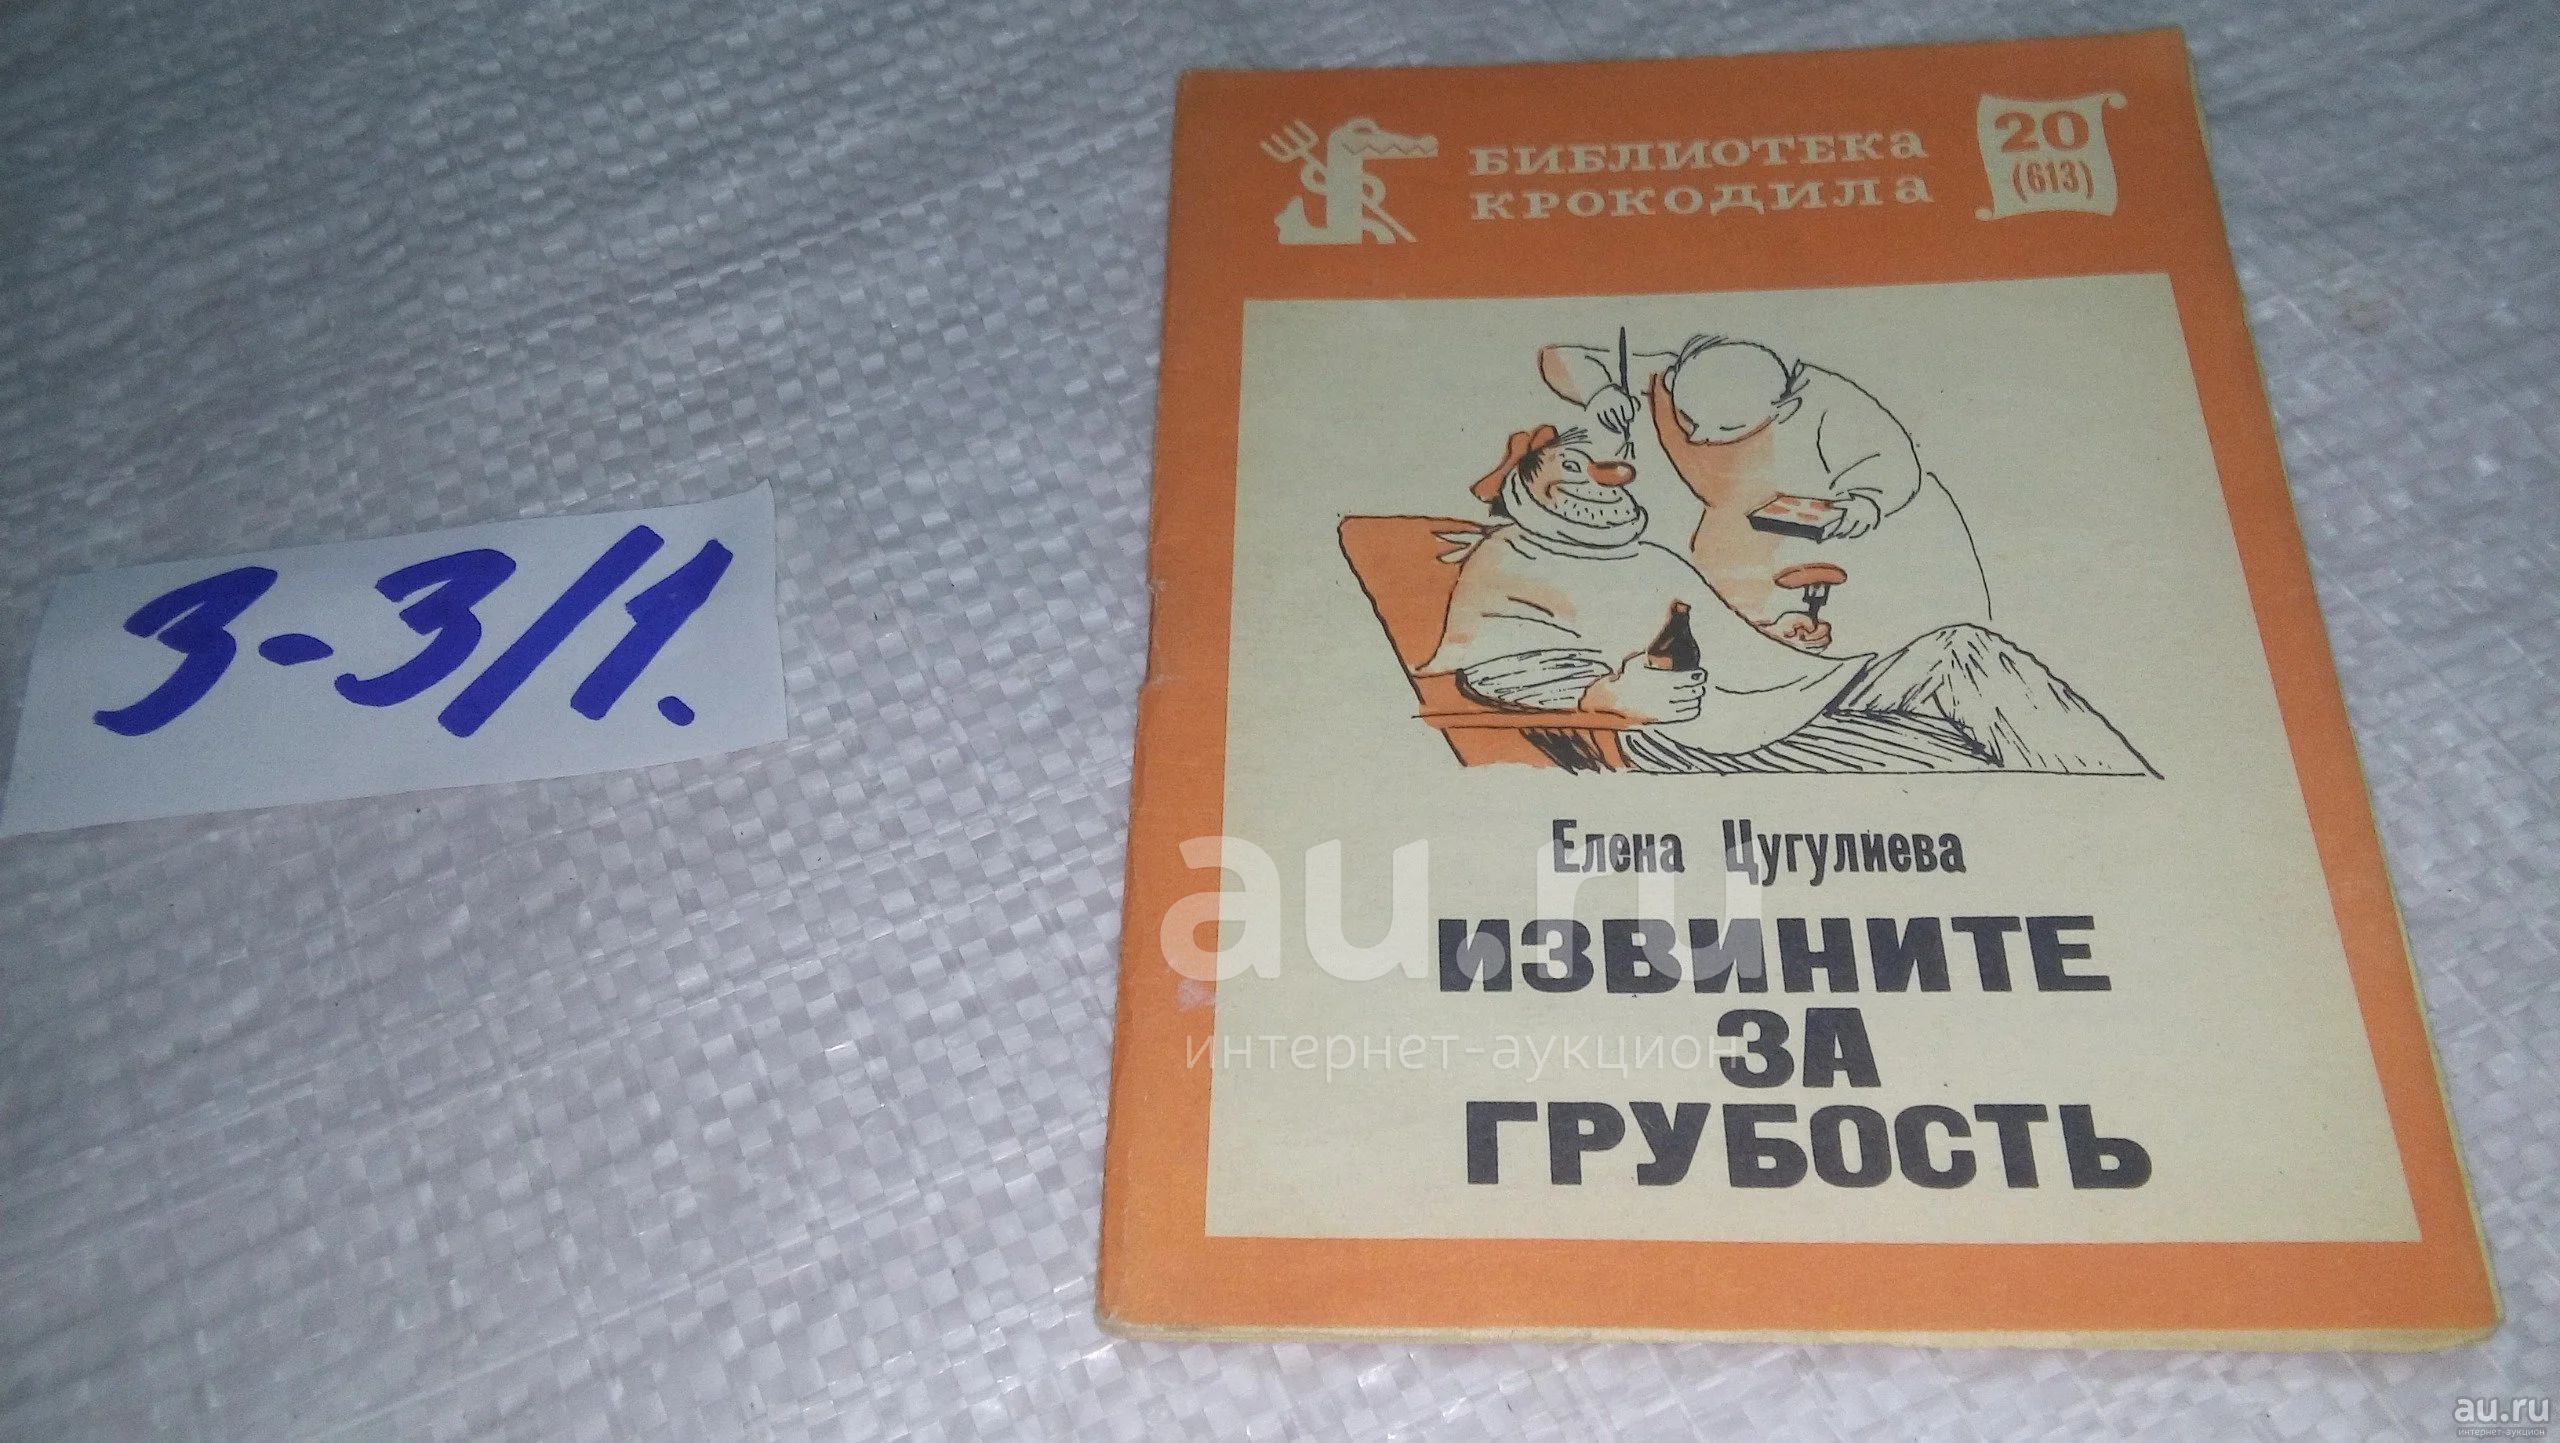 З-3/1.
БИБЛИОТЕКА
КРОКОДИЛА
20
(613)
Елена Цугулиева
ИЗВИНИТЕ
ЗА
ГРУБОСТЬ
au.ru
интернет-аукцион
au.ru
интернет-аукцион